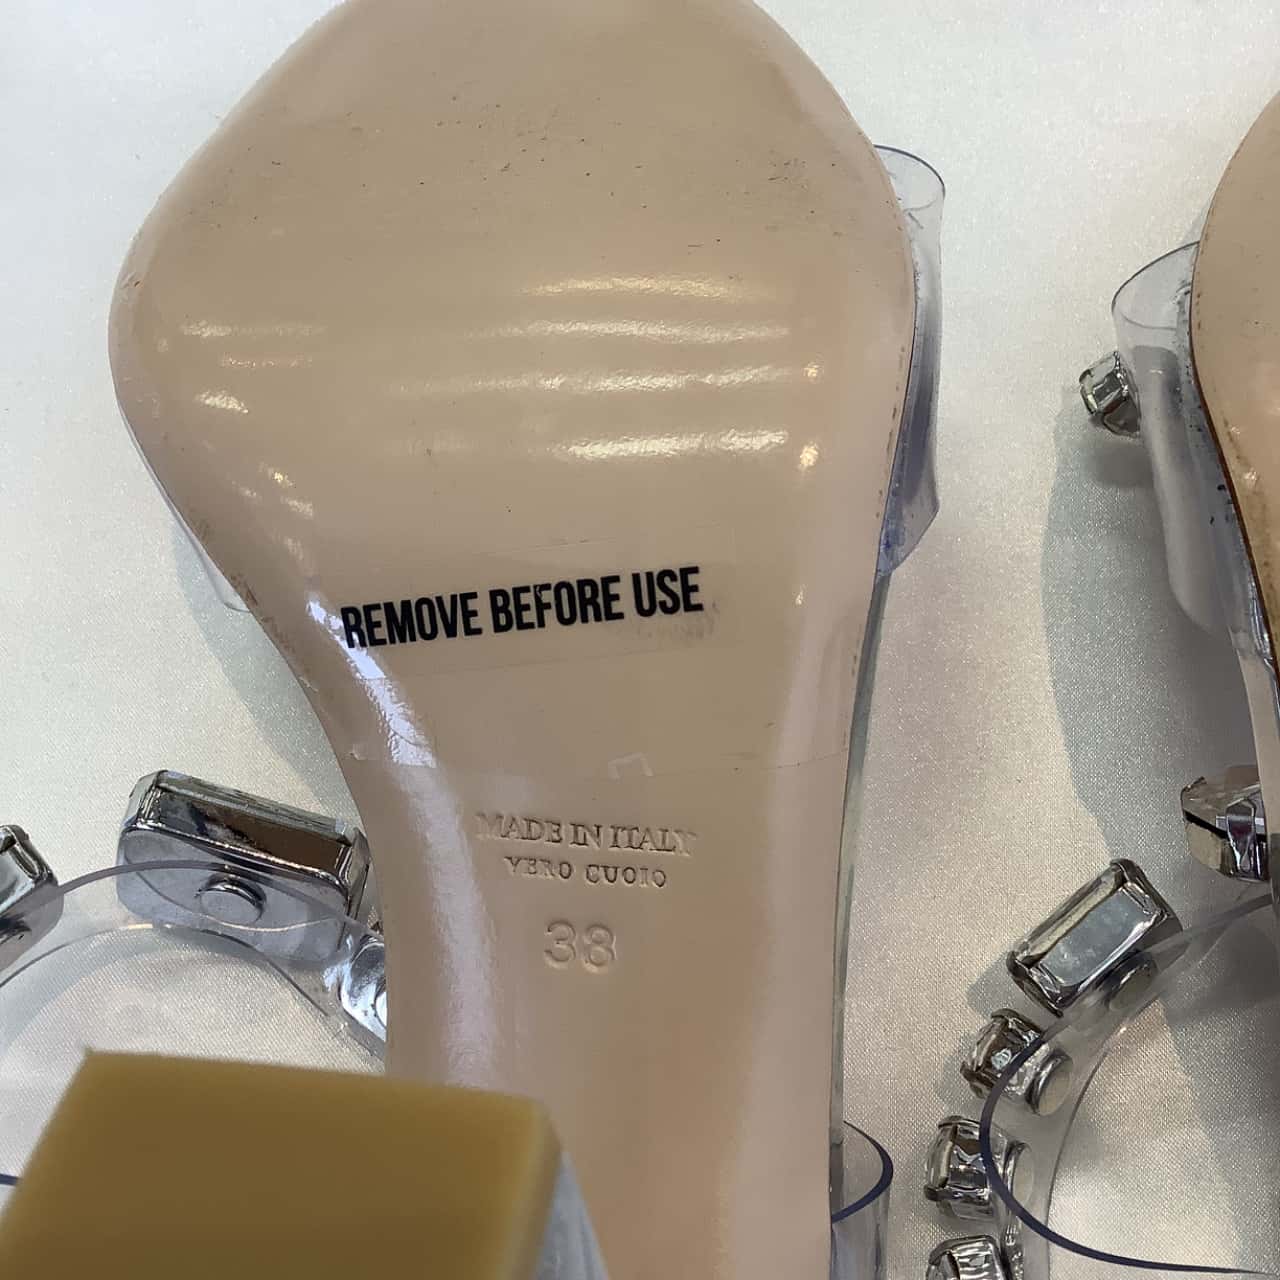 REMOVE BEFORE USE
MADE IN ITALY
VERO CUOIO
38